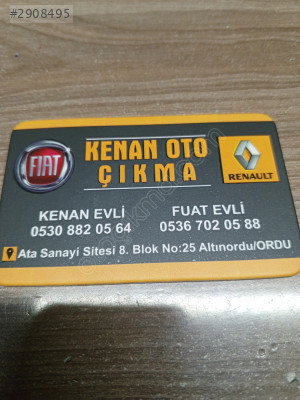 #2908495
FIAT
KENAN OTO
ÇIKMA
RENAULT
KENAN EVLİ
0530 882 05 64
FUAT EVLİ
0536 702 05 88
Ata Sanayi Sitesi 8. Blok No:25 Altınordu/ORDU